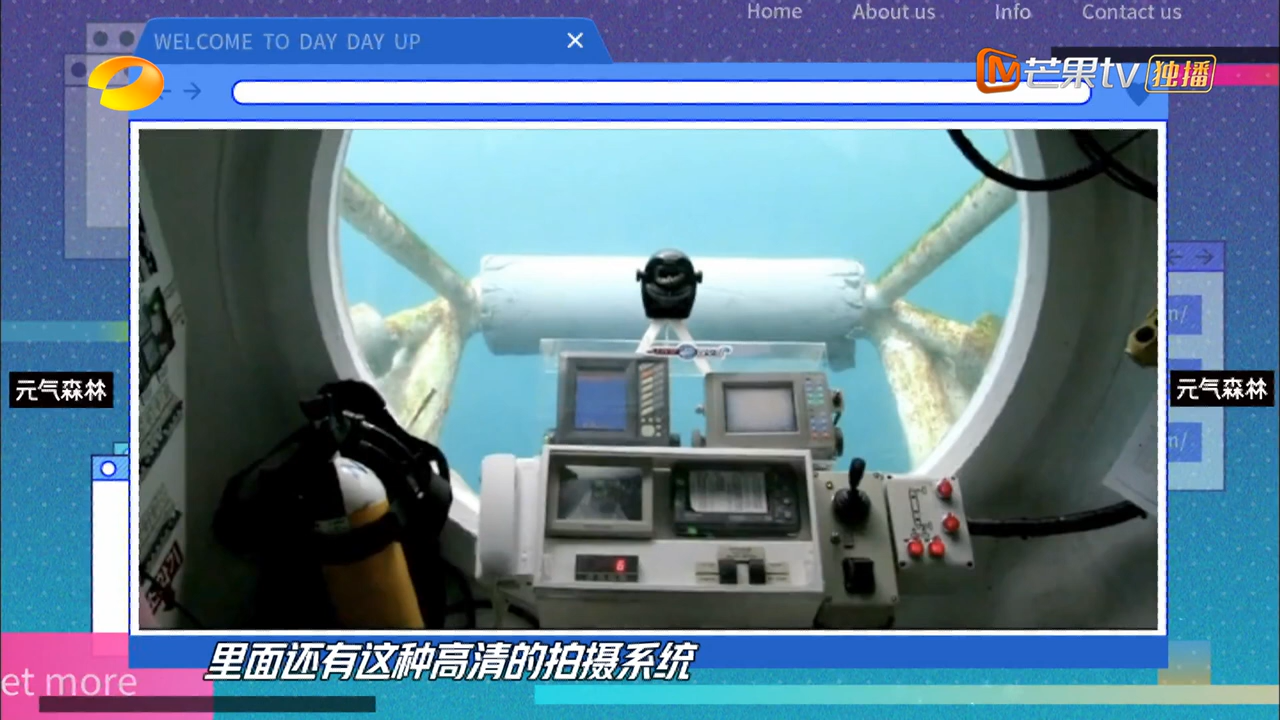 Home About us Info Contact us
WELCOME TO DAY DAY UP
芒果tv 独播
元气森林
元气森林
n/
n/
6
et more
里面还有这种高清的拍摄系统